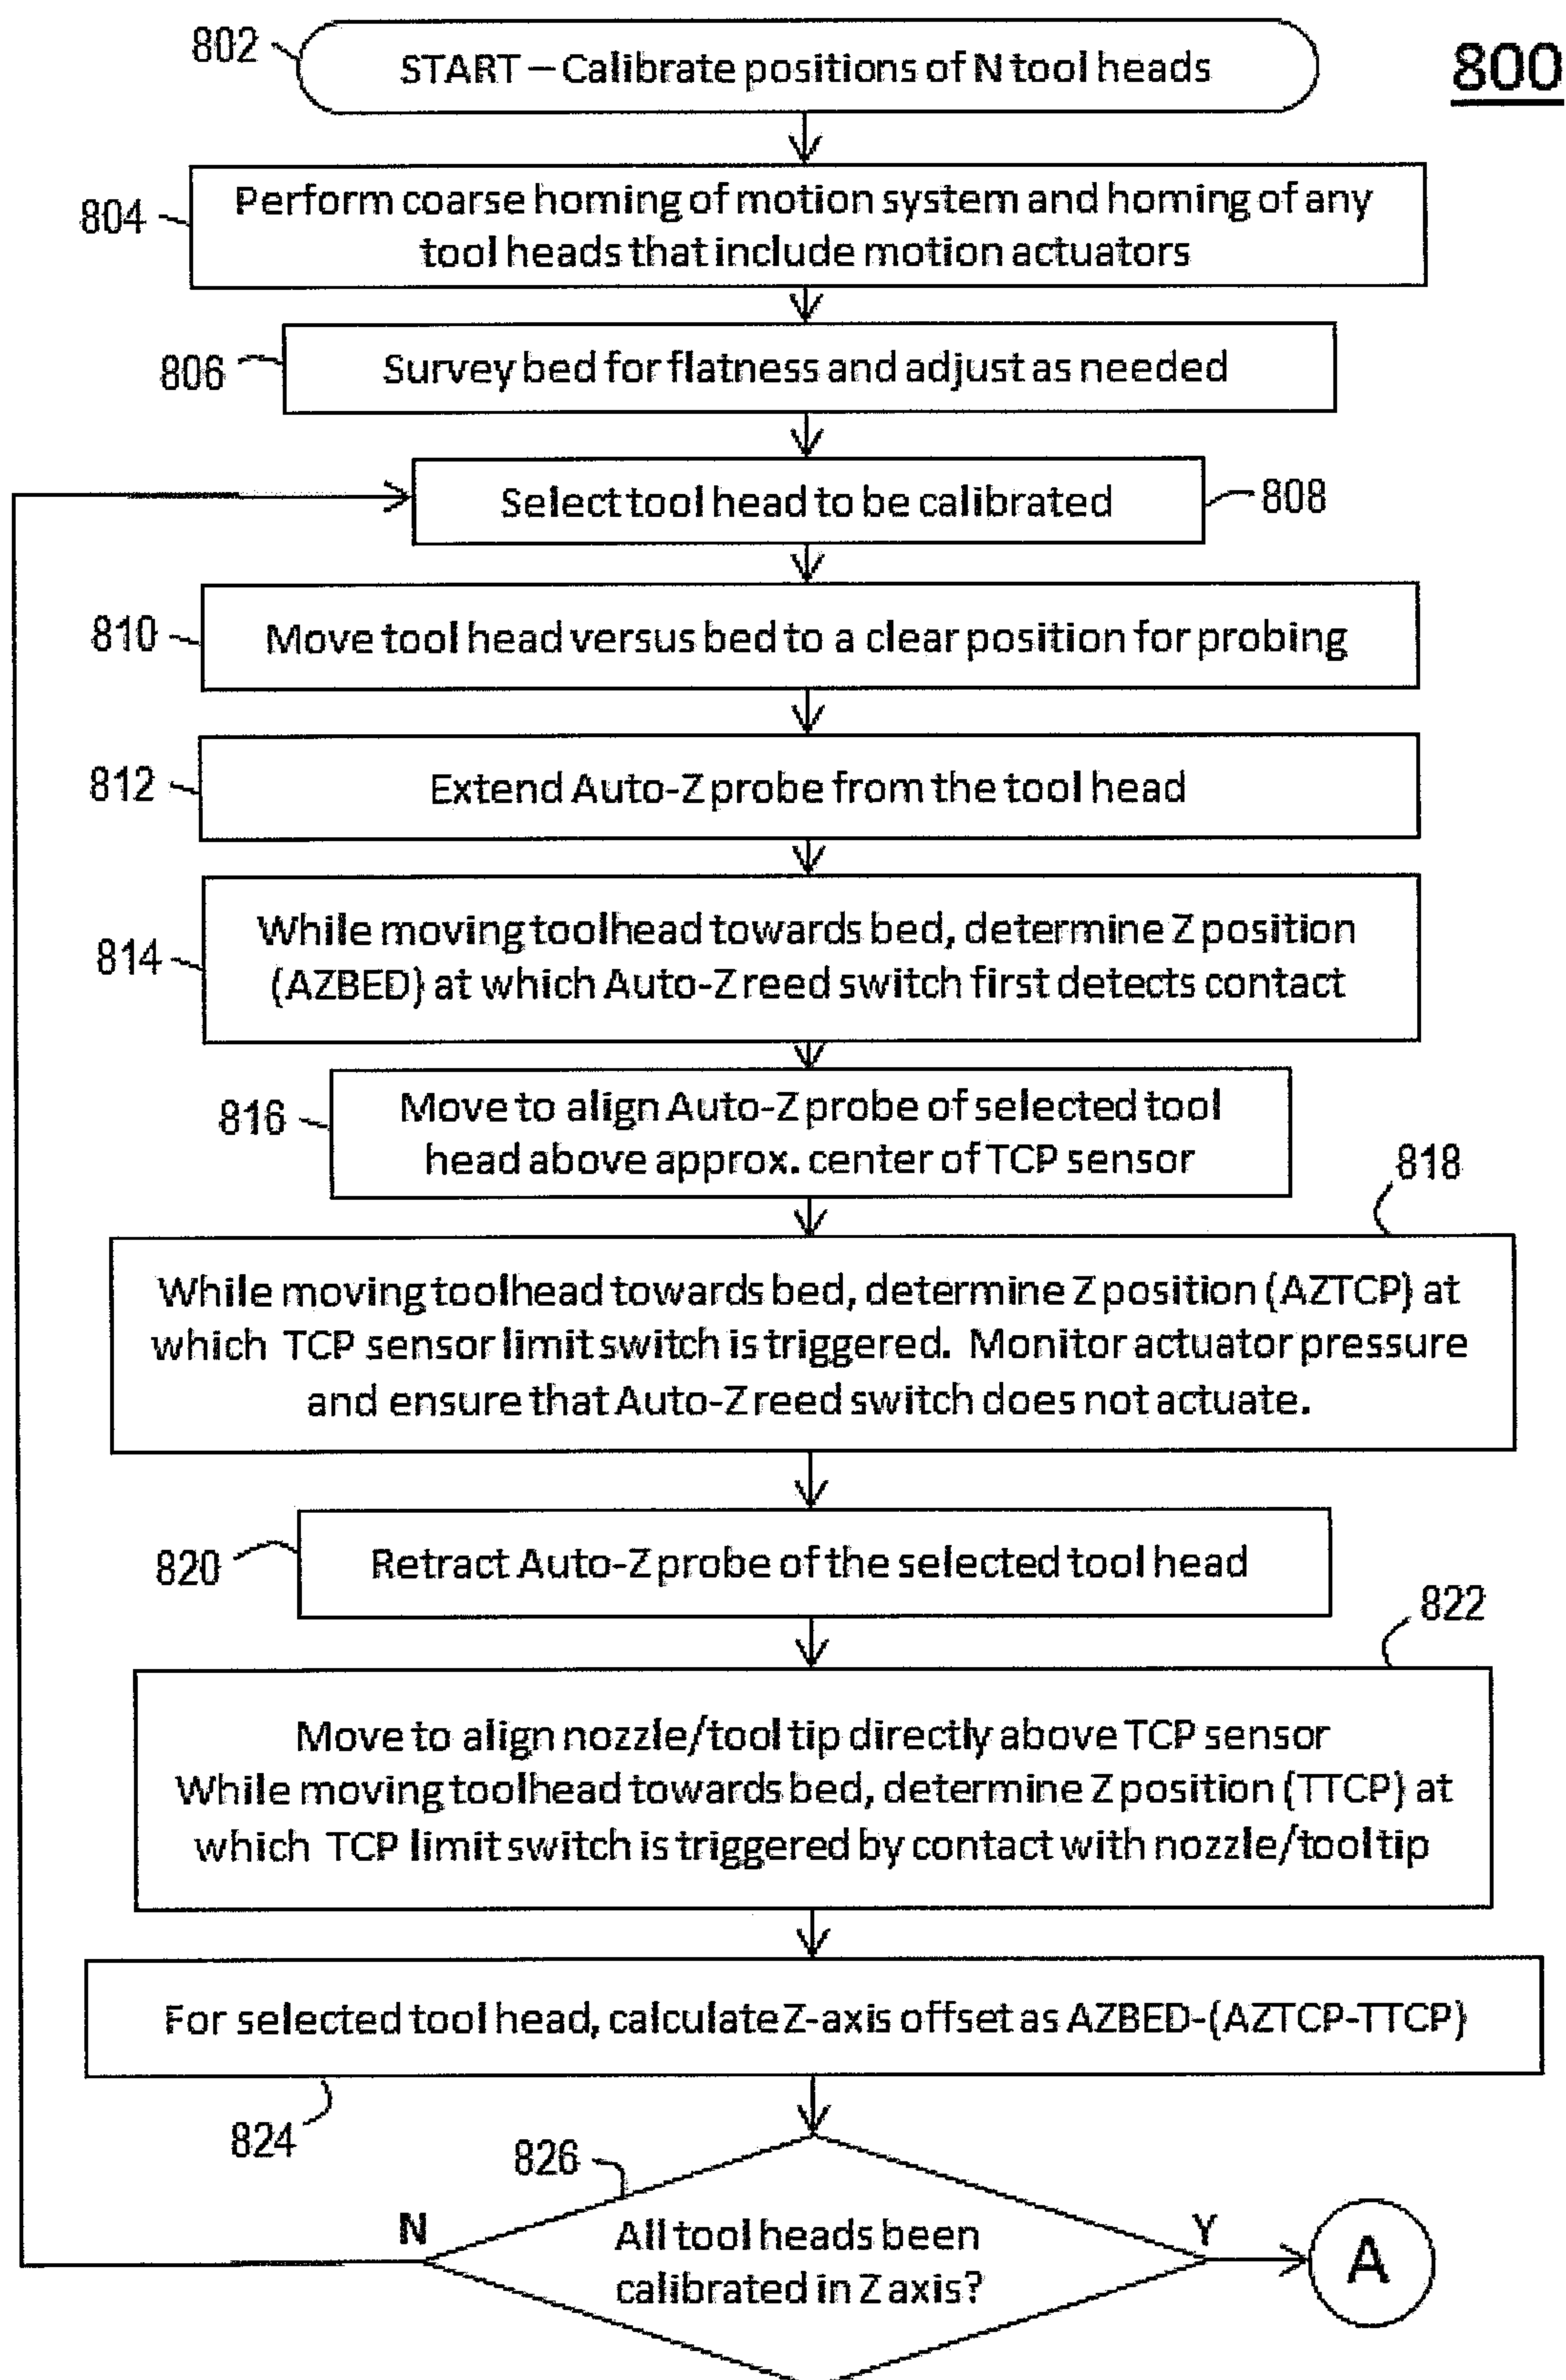 802
START – Calibrate positions of N tool heads
800
804
Perform coarse homing of motion system and homing of any
tool heads that include motion actuators
806
Survey bed for flatness and adjust as needed
Select tool head to be calibrated
808
810
Move tool head versus bed to a clear position for probing
812
Extend Auto-Z probe from the tool head
814
While moving toolhead towards bed, determine Z position
(AZBED) at which Auto-Z reed switch first detects contact
816
Move to align Auto-Z probe of selected tool
head above approx. center of TCP sensor
818
While moving toolhead towards bed, determine Z position (AZTCP) at
which TCP sensor limit switch is triggered. Monitor actuator pressure
and ensure that Auto-Z reed switch does not actuate.
820
Retract Auto-Z probe of the selected tool head
822
Move to align nozzle/tool tip directly above TCP sensor
While moving toolhead towards bed, determine Z position (TTCP) at
which TCP limit switch is triggered by contact with nozzle/tool tip
For selected tool head, calculate Z-axis offset as AZBED-(AZTCP-TTCP)
824
826
N
All tool heads been
calibrated in Z axis?
Y
A